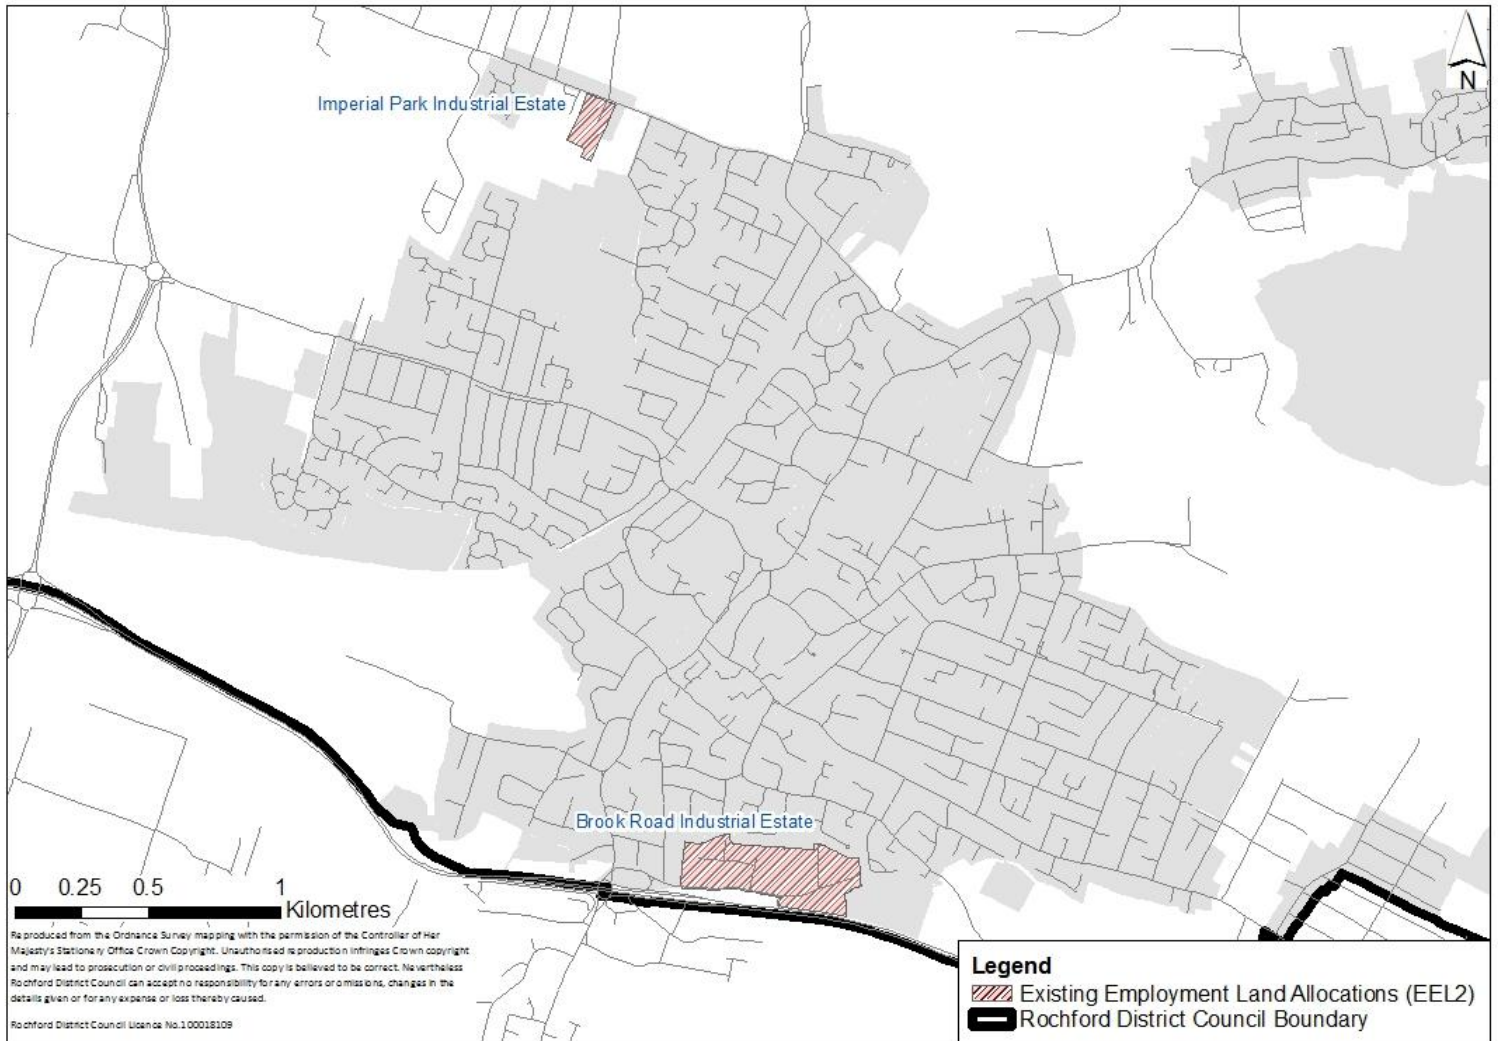 N
Imperial Park Industrial Estate
Brook Road Industrial Estate
0 0.25 0.5 1
Kilometres
Reproduced from the Ordnance Survey mapping with the permission of the Controller of Her
Majesty's Stationery Office Crown Copyright. Unauthorised reproduction infringes Crown copyright
and may lead to prosecution or civil proceedings. This copy is believed to be correct. Nevertheless
Rochford District Council can accept no responsibility for any errors or omissions, changes in the
details given or for any expense or loss thereby caused.
Rochford District Council Licence No.100018109
Legend
Existing Employment Land Allocations (EEL2)
Rochford District Council Boundary